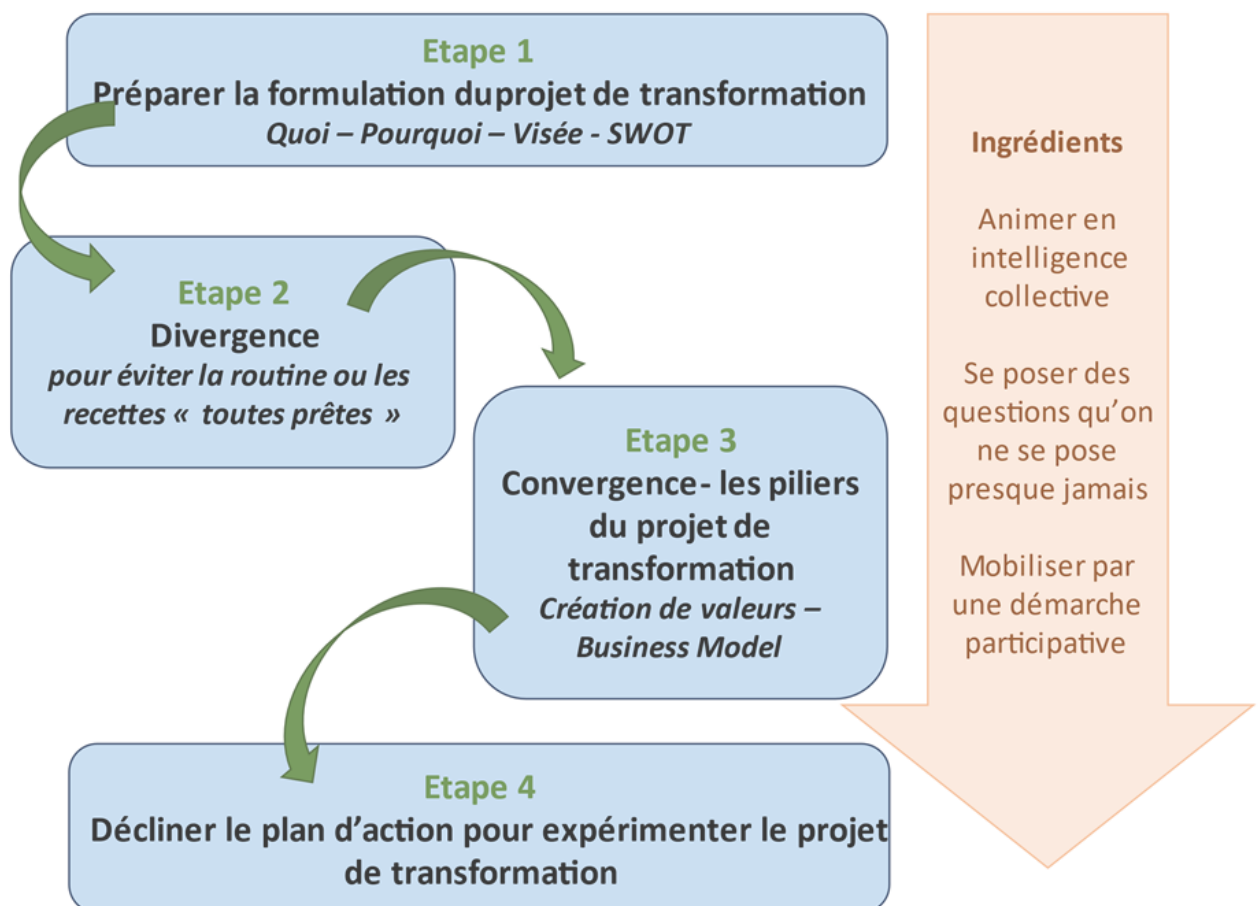 Etape 1
Préparer la formulation duprojet de transformation
Quoi – Pourquoi – Visée - SWOT
Etape 2
Divergence
pour éviter la routine ou les
recettes « toutes prêtes »
Etape 3
Convergence - les piliers
du projet de
transformation
Création de valeurs –
Business Model
Etape 4
Décliner le plan d’action pour expérimenter le projet
de transformation
Ingrédients
Animer en
intelligence
collective
Se poser des
questions qu’on
ne se pose
presque jamais
Mobiliser par
une démarche
participative